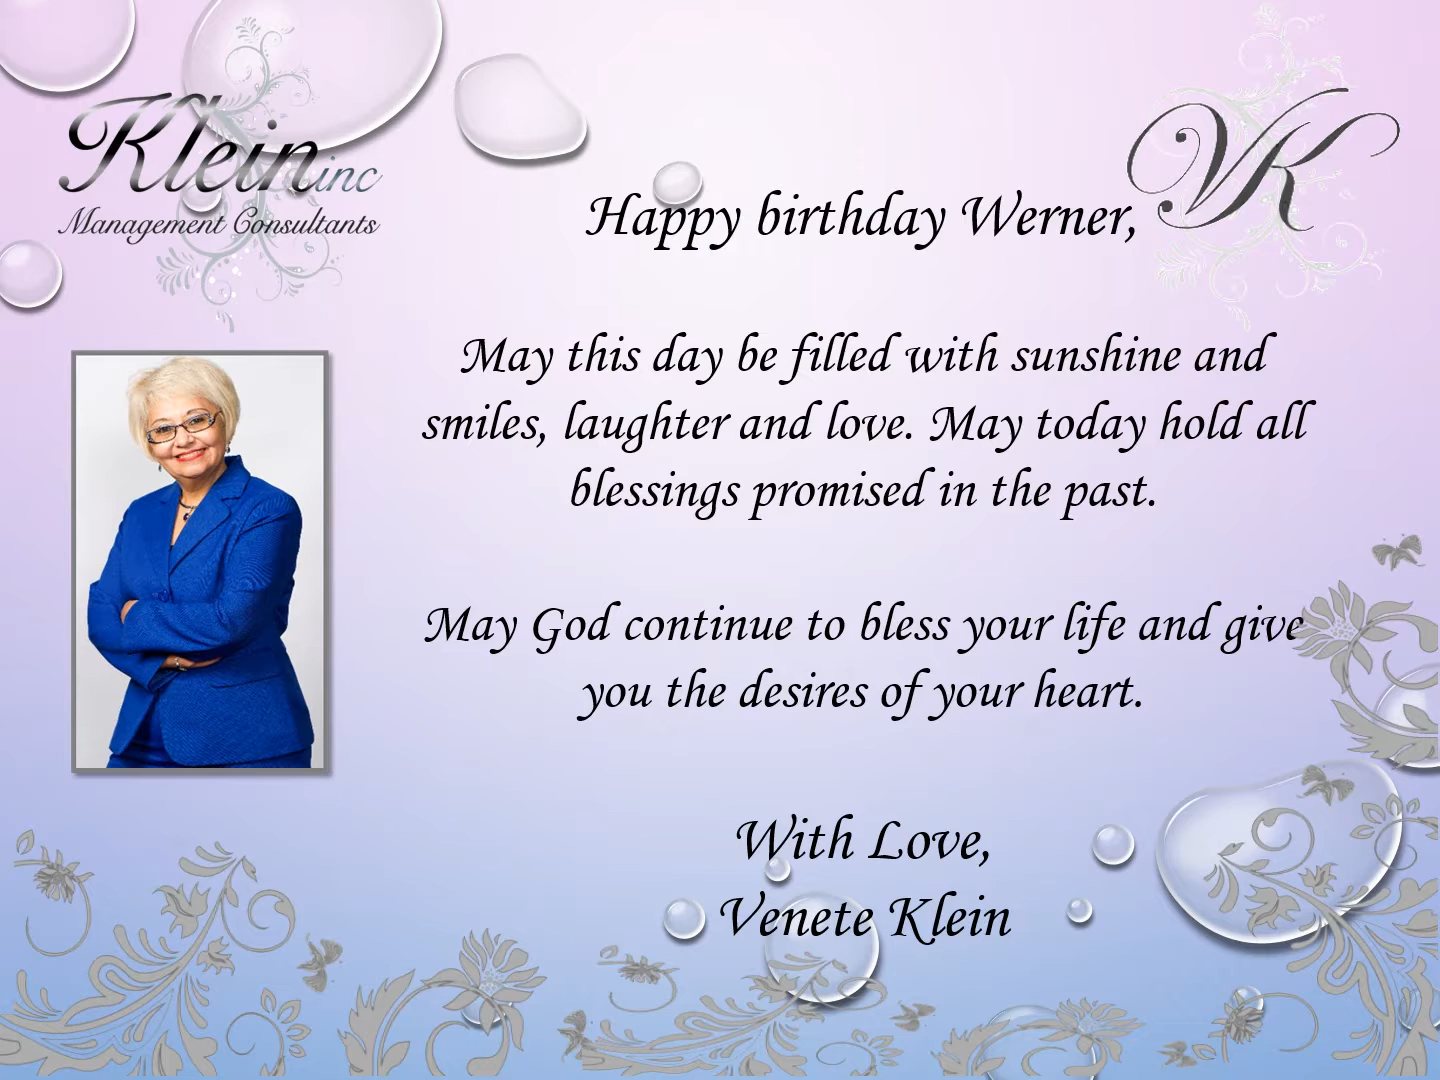 Klein inc
Management Consultants
VK
Happy birthday Werner,
May this day be filled with sunshine and
smiles, laughter and love. May today hold all
blessings promised in the past.
May God continue to bless your life and give
you the desires of your heart.
With Love,
Venete Klein